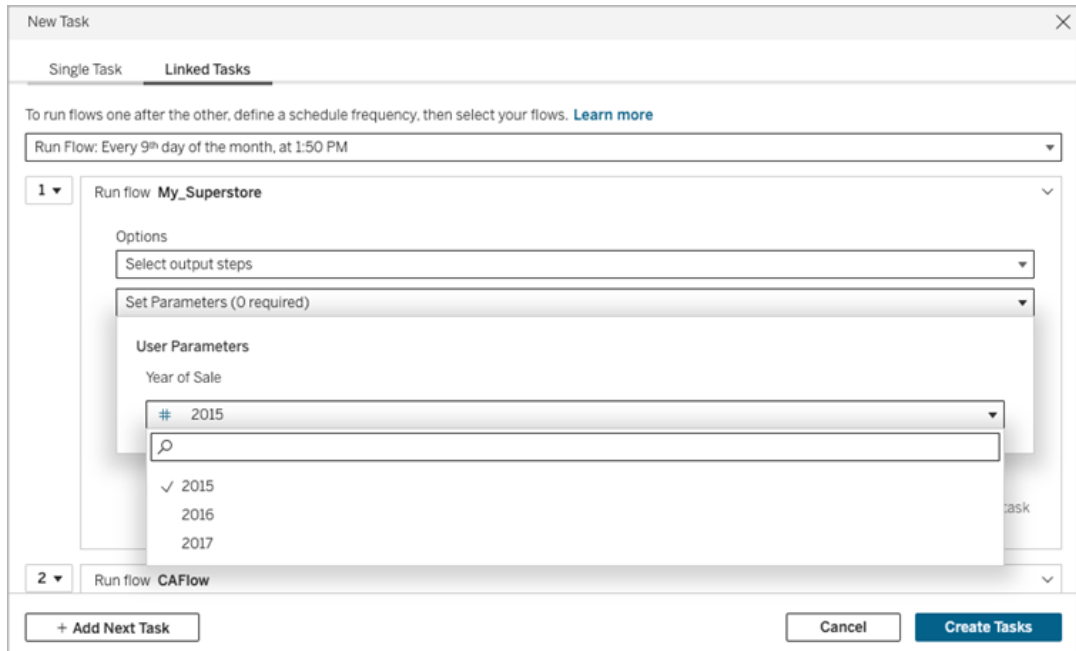 New Task
Single Task Linked Tasks
To run flows one after the other, define a schedule frequency, then select your flows. Learn more
Run Flow: Every 9th day of the month, at 1:50 PM
1 Run flow My_Superstore
Options
Select output steps
Set Parameters (0 required)
User Parameters
Year of Sale
# 2015
2015
2016
task
2017
2 Run flow CAFlow
+ Add Next Task Cancel Create Tasks